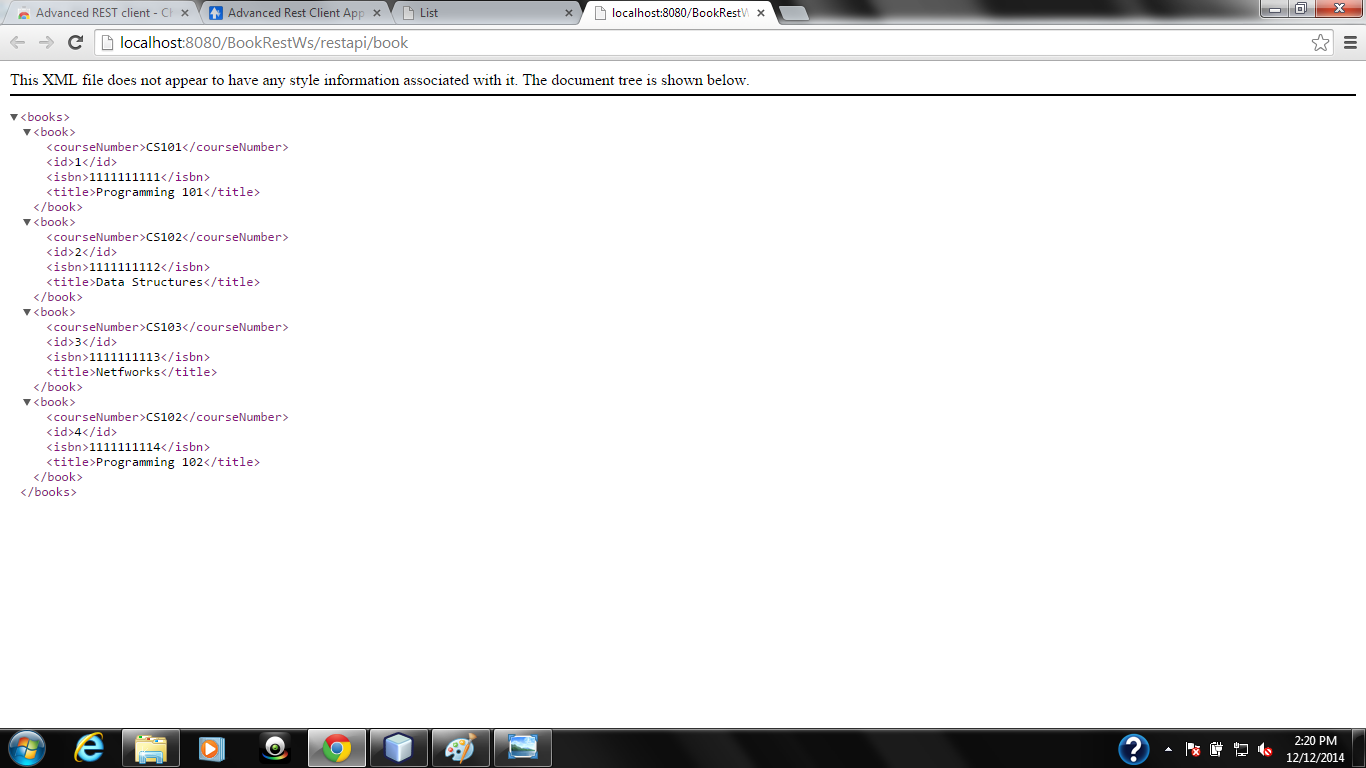 Advanced REST client - Ch
Advanced Rest Client App
List
localhost:8080/BookRestW
localhost:8080/BookRestWs/restapi/book
This XML file does not appear to have any style information associated with it. The document tree is shown below.
<books>
<book>
<courseNumber>CS101</courseNumber>
<id>1</id>
<isbn>1111111111</isbn>
<title>Programming 101</title>
</book>
<book>
<courseNumber>CS102</courseNumber>
<id>2</id>
<isbn>1111111112</isbn>
<title>Data Structures</title>
</book>
<book>
<courseNumber>CS103</courseNumber>
<id>3</id>
<isbn>1111111113</isbn>
<title>Netfworks</title>
</book>
<book>
<courseNumber>CS102</courseNumber>
<id>4</id>
<isbn>1111111114</isbn>
<title>Programming 102</title>
</book>
</books>
2:20 PM
12/12/2014